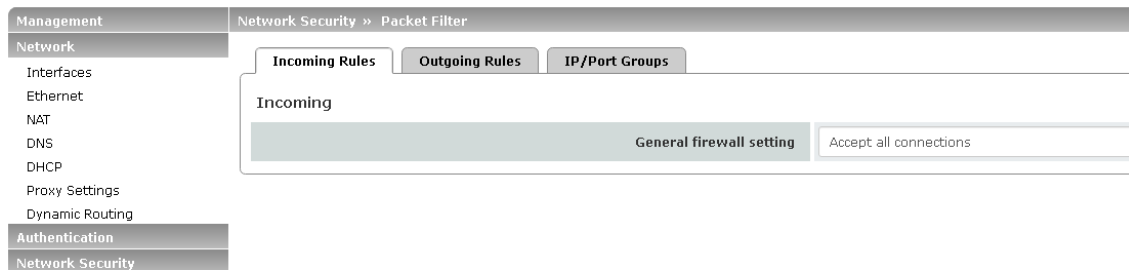 Management
Network
Interfaces
Ethernet
NAT
DNS
DHCP
Proxy Settings
Dynamic Routing
Authentication
Network Security
Network Security » Packet Filter
Incoming Rules
Outgoing Rules
IP/Port Groups
Incoming
General firewall setting
Accept all connections